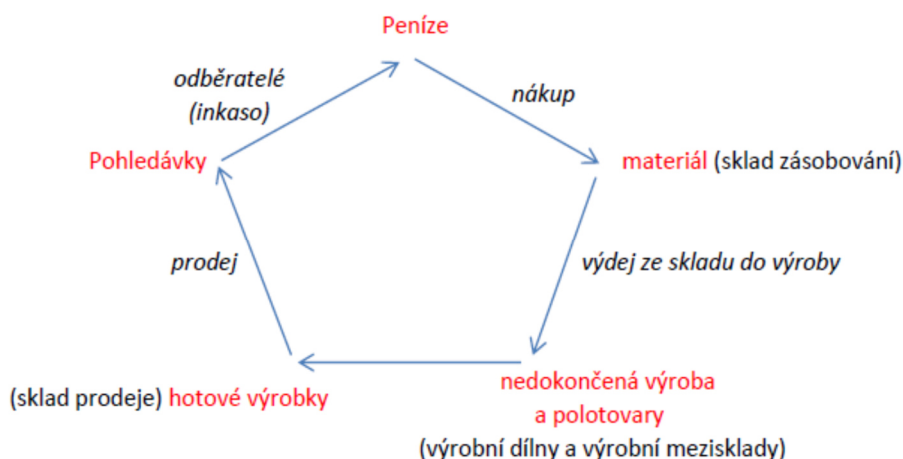 Peníze
odběratelé
(inkaso)
nákup
Pohledávky
materiál (sklad zásobování)
prodej
výdej ze skladu do výroby
(sklad prodeje) hotové výrobky
nedokončená výroba
a polotovary
(výrobní dílny a výrobní mezisklady)